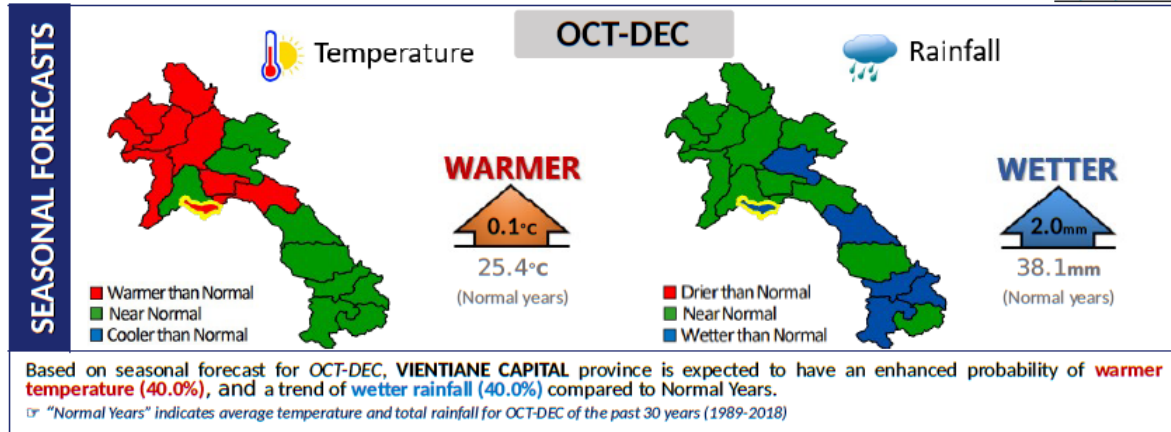 SEASONAL FORECASTS
OCT-DEC
Temperature
Rainfall
WARMER
0.1°C
25.4°C
(Normal years)
Warmer than Normal
Near Normal
Cooler than Normal
WETTER
2.0mm
38.1mm
(Normal years)
Drier than Normal
Near Normal
Wetter than Normal
Based on seasonal forecast for OCT-DEC, VIENTIANE CAPITAL province is expected to have an enhanced probability of warmer
temperature (40.0%), and a trend of wetter rainfall (40.0%) compared to Normal Years.
☞ "Normal Years" indicates average temperature and total rainfall for OCT-DEC of the past 30 years (1989-2018)